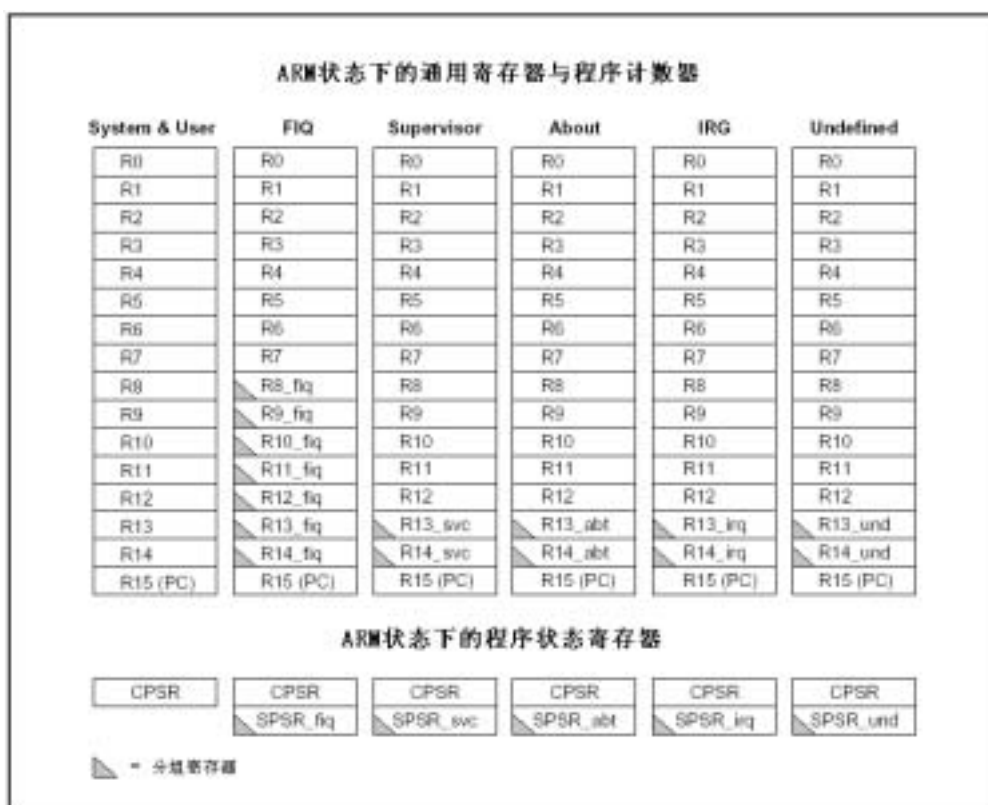 ARM状态下的通用寄存器与程序计数器
System & User FIQ Supervisor About IRG Undefined
R0 R0 R0 R0 R0 R0
R1 R1 R1 R1 R1 R1
R2 R2 R2 R2 R2 R2
R3 R3 R3 R3 R3 R3
R4 R4 R4 R4 R4 R4
R5 R5 R5 R5 R5 R5
R6 R6 R6 R6 R6 R6
R7 R7 R7 R7 R7 R7
R8 R8_fiq R8 R8 R8 R8
R9 R9_fiq R9 R9 R9 R9
R10 R10_fiq R10 R10 R10 R10
R11 R11_fiq R11 R11 R11 R11
R12 R12_fiq R12 R12 R12 R12
R13 R13_fiq R13_svc R13_abt R13_irq R13_und
R14 R14_fiq R14_svc R14_abt R14_irq R14_und
R15 (PC) R15 (PC) R15 (PC) R15 (PC) R15 (PC) R15 (PC)
ARM状态下的程序状态寄存器
CPSR CPSR CPSR CPSR CPSR CPSR
SPSR_fiq SPSR_svc SPSR_abt SPSR_irq SPSR_und
= 分组寄存器